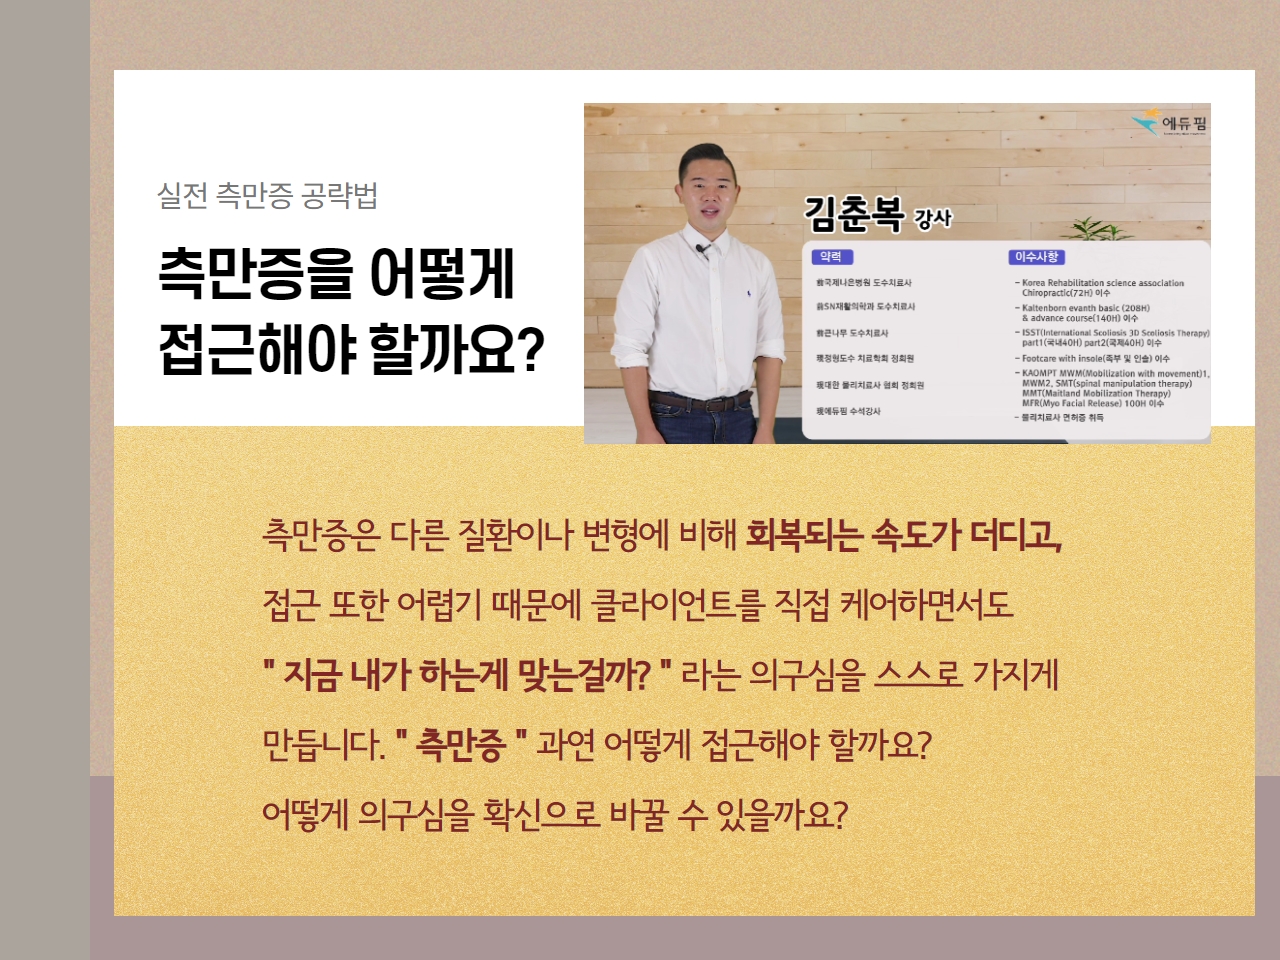 실전 측만증 공략법
측만증을 어떻게
접근해야 할까요?
에듀핌
김춘복 강사
약력
前국제나은병원 도수치료사
前SN재활의학과 도수치료사
前큰나무 도수치료사
現정형도수 치료학회 정회원
現대한 물리치료사 협회 정회원
現에듀핌 수석강사
이수사항
– Korea Rehabilitation science association
Chiropractic(72H) 이수
– Kaltenborn evanth basic (208H)
& advance course(140H) 이수
– ISST(International Scoliosis 3D Scoliosis Therapy)
part1(국내40H) part2(국제40H) 이수
– Footcare with insole(족부 및 인솔) 이수
– KAOMPT MWM(Mobilization with movement)1,
MWM2, SMT(spinal manipulation therapy)
MMT(Maitland Mobilization Therapy)
MFR(Myo Facial Release) 100H 이수
– 물리치료사 면허증 취득
측만증은 다른 질환이나 변형에 비해 회복되는 속도가 더디고,
접근 또한 어렵기 때문에 클라이언트를 직접 케어하면서도
" 지금 내가 하는게 맞는걸까? " 라는 의구심을 스스로 가지게
만듭니다. " 측만증 " 과연 어떻게 접근해야 할까요?
어떻게 의구심을 확신으로 바꿀 수 있을까요?